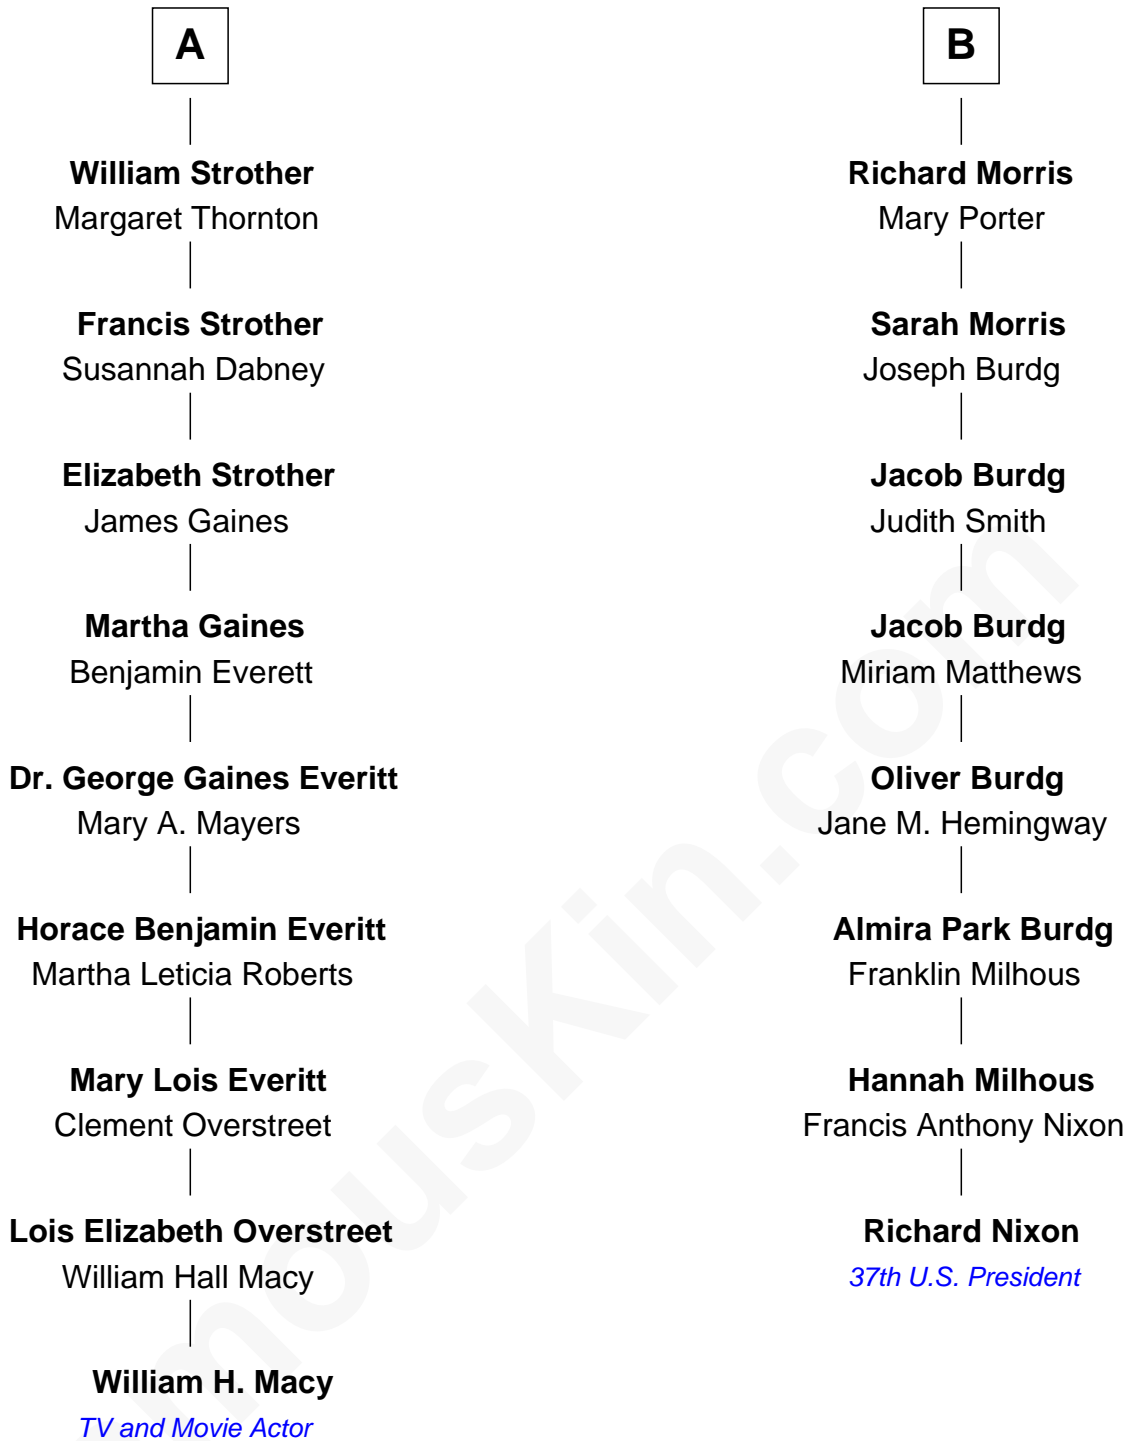 A
William Strother
Margaret Thornton
Francis Strother
Susannah Dabney
Elizabeth Strother
James Gaines
Martha Gaines
Benjamin Everett
Dr. George Gaines Everitt
Mary A. Mayers
Horace Benjamin Everitt
Martha Leticia Roberts
Mary Lois Everitt
Clement Overstreet
Lois Elizabeth Overstreet
William Hall Macy
William H. Macy
TV and Movie Actor
B
Richard Morris
Mary Porter
Sarah Morris
Joseph Burdg
Jacob Burdg
Judith Smith
Jacob Burdg
Miriam Matthews
Oliver Burdg
Jane M. Hemingway
Almira Park Burdg
Franklin Milhous
Hannah Milhous
Francis Anthony Nixon
Richard Nixon
37th U.S. President
mousKin.com